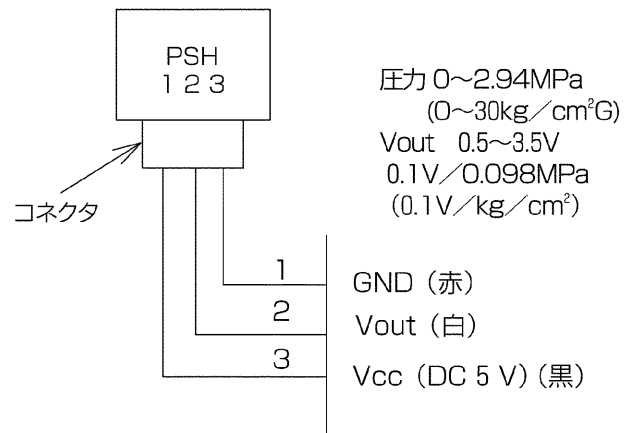 PSH
1 2 3
コネクタ
圧力 0〜2.94MPa
(0〜30kg／cm²G)
Vout 0.5〜3.5V
0.1V／0.098MPa
(0.1V／kg／cm²)
1
GND（赤）
2
Vout（白）
3
Vcc（DC 5 V）（黒）